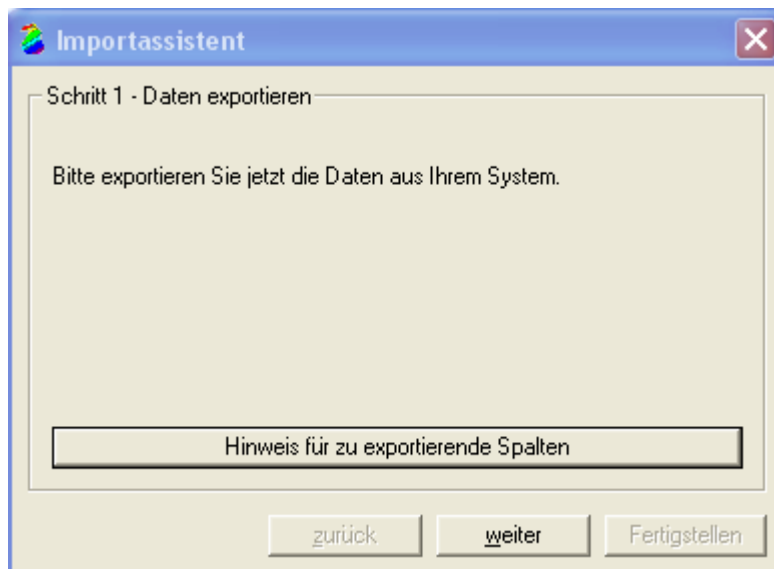 Importassistent
Schritt 1 - Daten exportieren
Bitte exportieren Sie jetzt die Daten aus Ihrem System.
Hinweis für zu exportierende Spalten
zurück
weiter
Fertigstellen